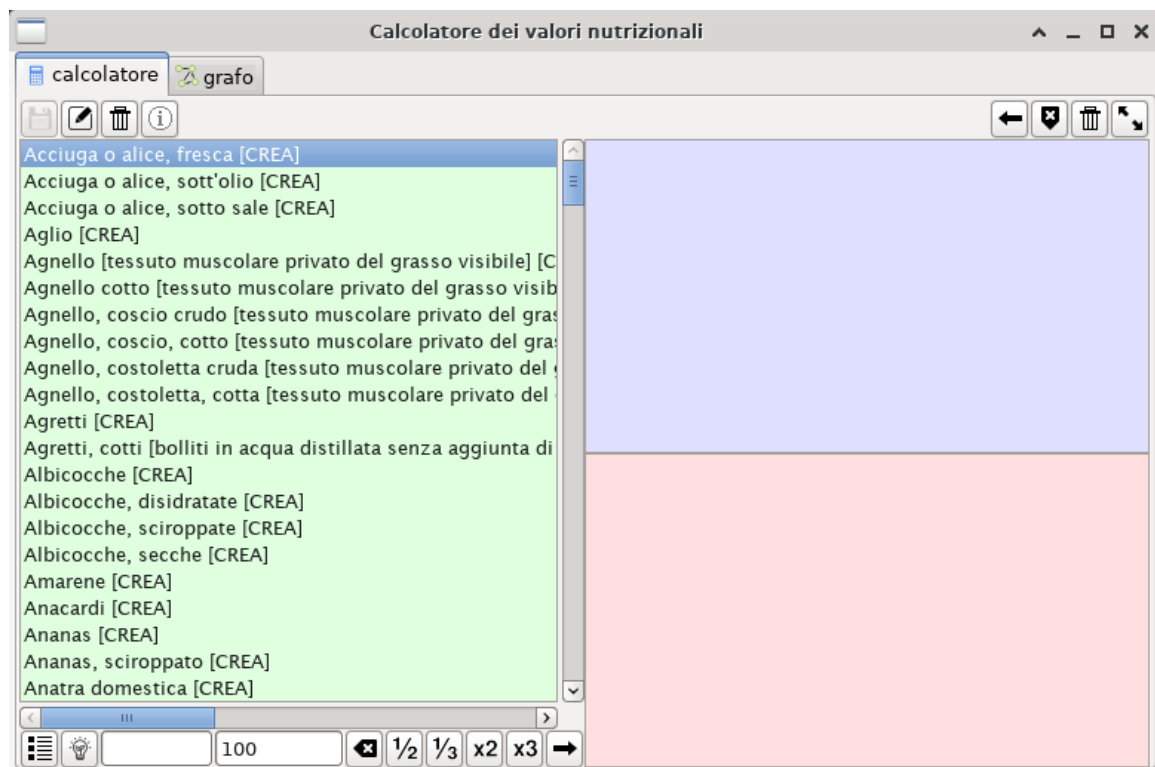 Calcolatore dei valori nutrizionali
calcolatore grafo
Acciuga o alice, fresca [CREA]
Acciuga o alice, sott'olio [CREA]
Acciuga o alice, sotto sale [CREA]
Aglio [CREA]
Agnello [tessuto muscolare privato del grasso visibile] [C
Agnello cotto [tessuto muscolare privato del grasso visib
Agnello, coscio crudo [tessuto muscolare privato del gras
Agnello, coscio, cotto [tessuto muscolare privato del gras
Agnello, costoletta cruda [tessuto muscolare privato del
Agnello, costoletta, cotta [tessuto muscolare privato del
Agretti [CREA]
Agretti, cotti [bolliti in acqua distillata senza aggiunta di
Albicocche [CREA]
Albicocche, disidratate [CREA]
Albicocche, sciroppate [CREA]
Albicocche, secche [CREA]
Amarene [CREA]
Anacardi [CREA]
Ananas [CREA]
Ananas, sciroppato [CREA]
Anatra domestica [CREA]
100 ½ ⅓ x2 x3